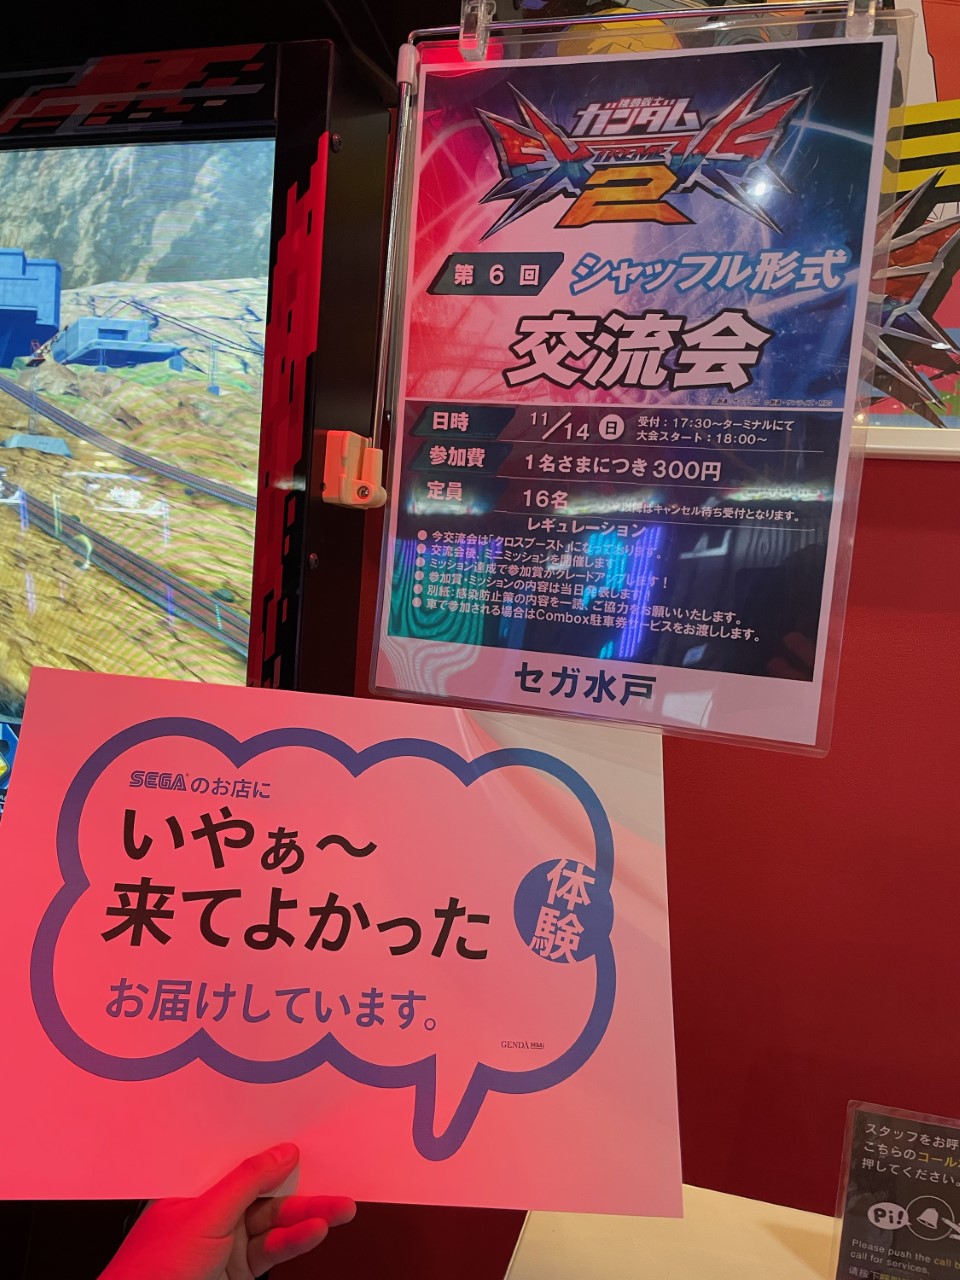 機動戦士
ガンダム
EXTREME VS.
2
第6回 シャッフル形式
交流会
日時 11/14 日 受付：17:30～ターミナルにて
大会スタート：18:00～
参加費 1名さまにつき300円
定員 16名 以降はキャンセル待ち受付となります。
レギュレーション
●今交流会は「クロスブースト」になっております。
●交流会後、ミニミッションを開催します
●ミッション達成で参加賞がグレードアップします！
●参加賞・ミッションの内容は当日発表します！
●別紙：感染防止策の内容を一読、ご協力をお願いいたします。
●車で参加される場合はCombox駐車券サービスをお渡しします。
セガ水戸
SEGAのお店に
いやぁ～
来てよかった
体験
お届けしています。
GENDA SEGA
スタッフをお呼
こちらのコール
押してください。
Pi!
Please push the call b
call for services.
请按下